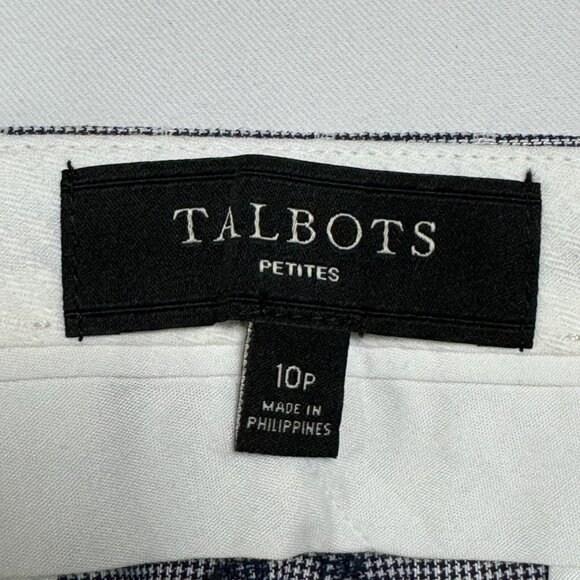 TALBOTS
PETITES
10P
MADE IN
PHILIPPINES